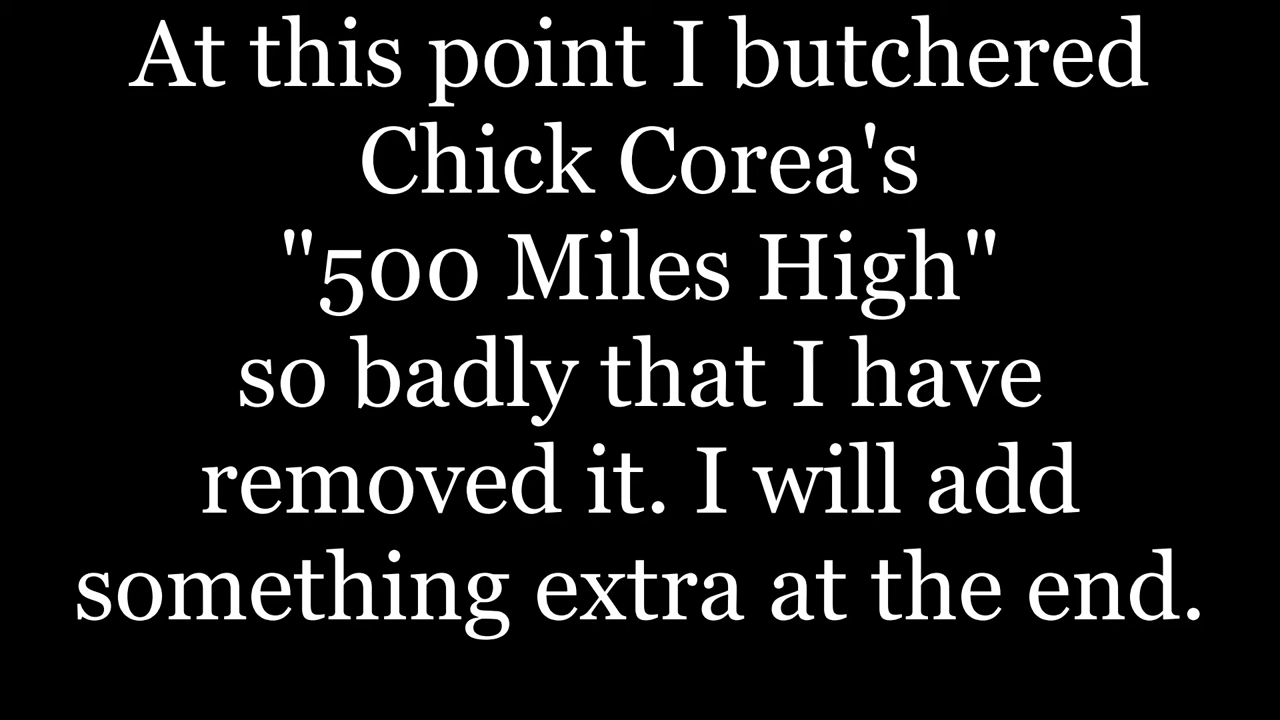 At this point I butchered
Chick Corea's
"500 Miles High"
so badly that I have
removed it. I will add
something extra at the end.